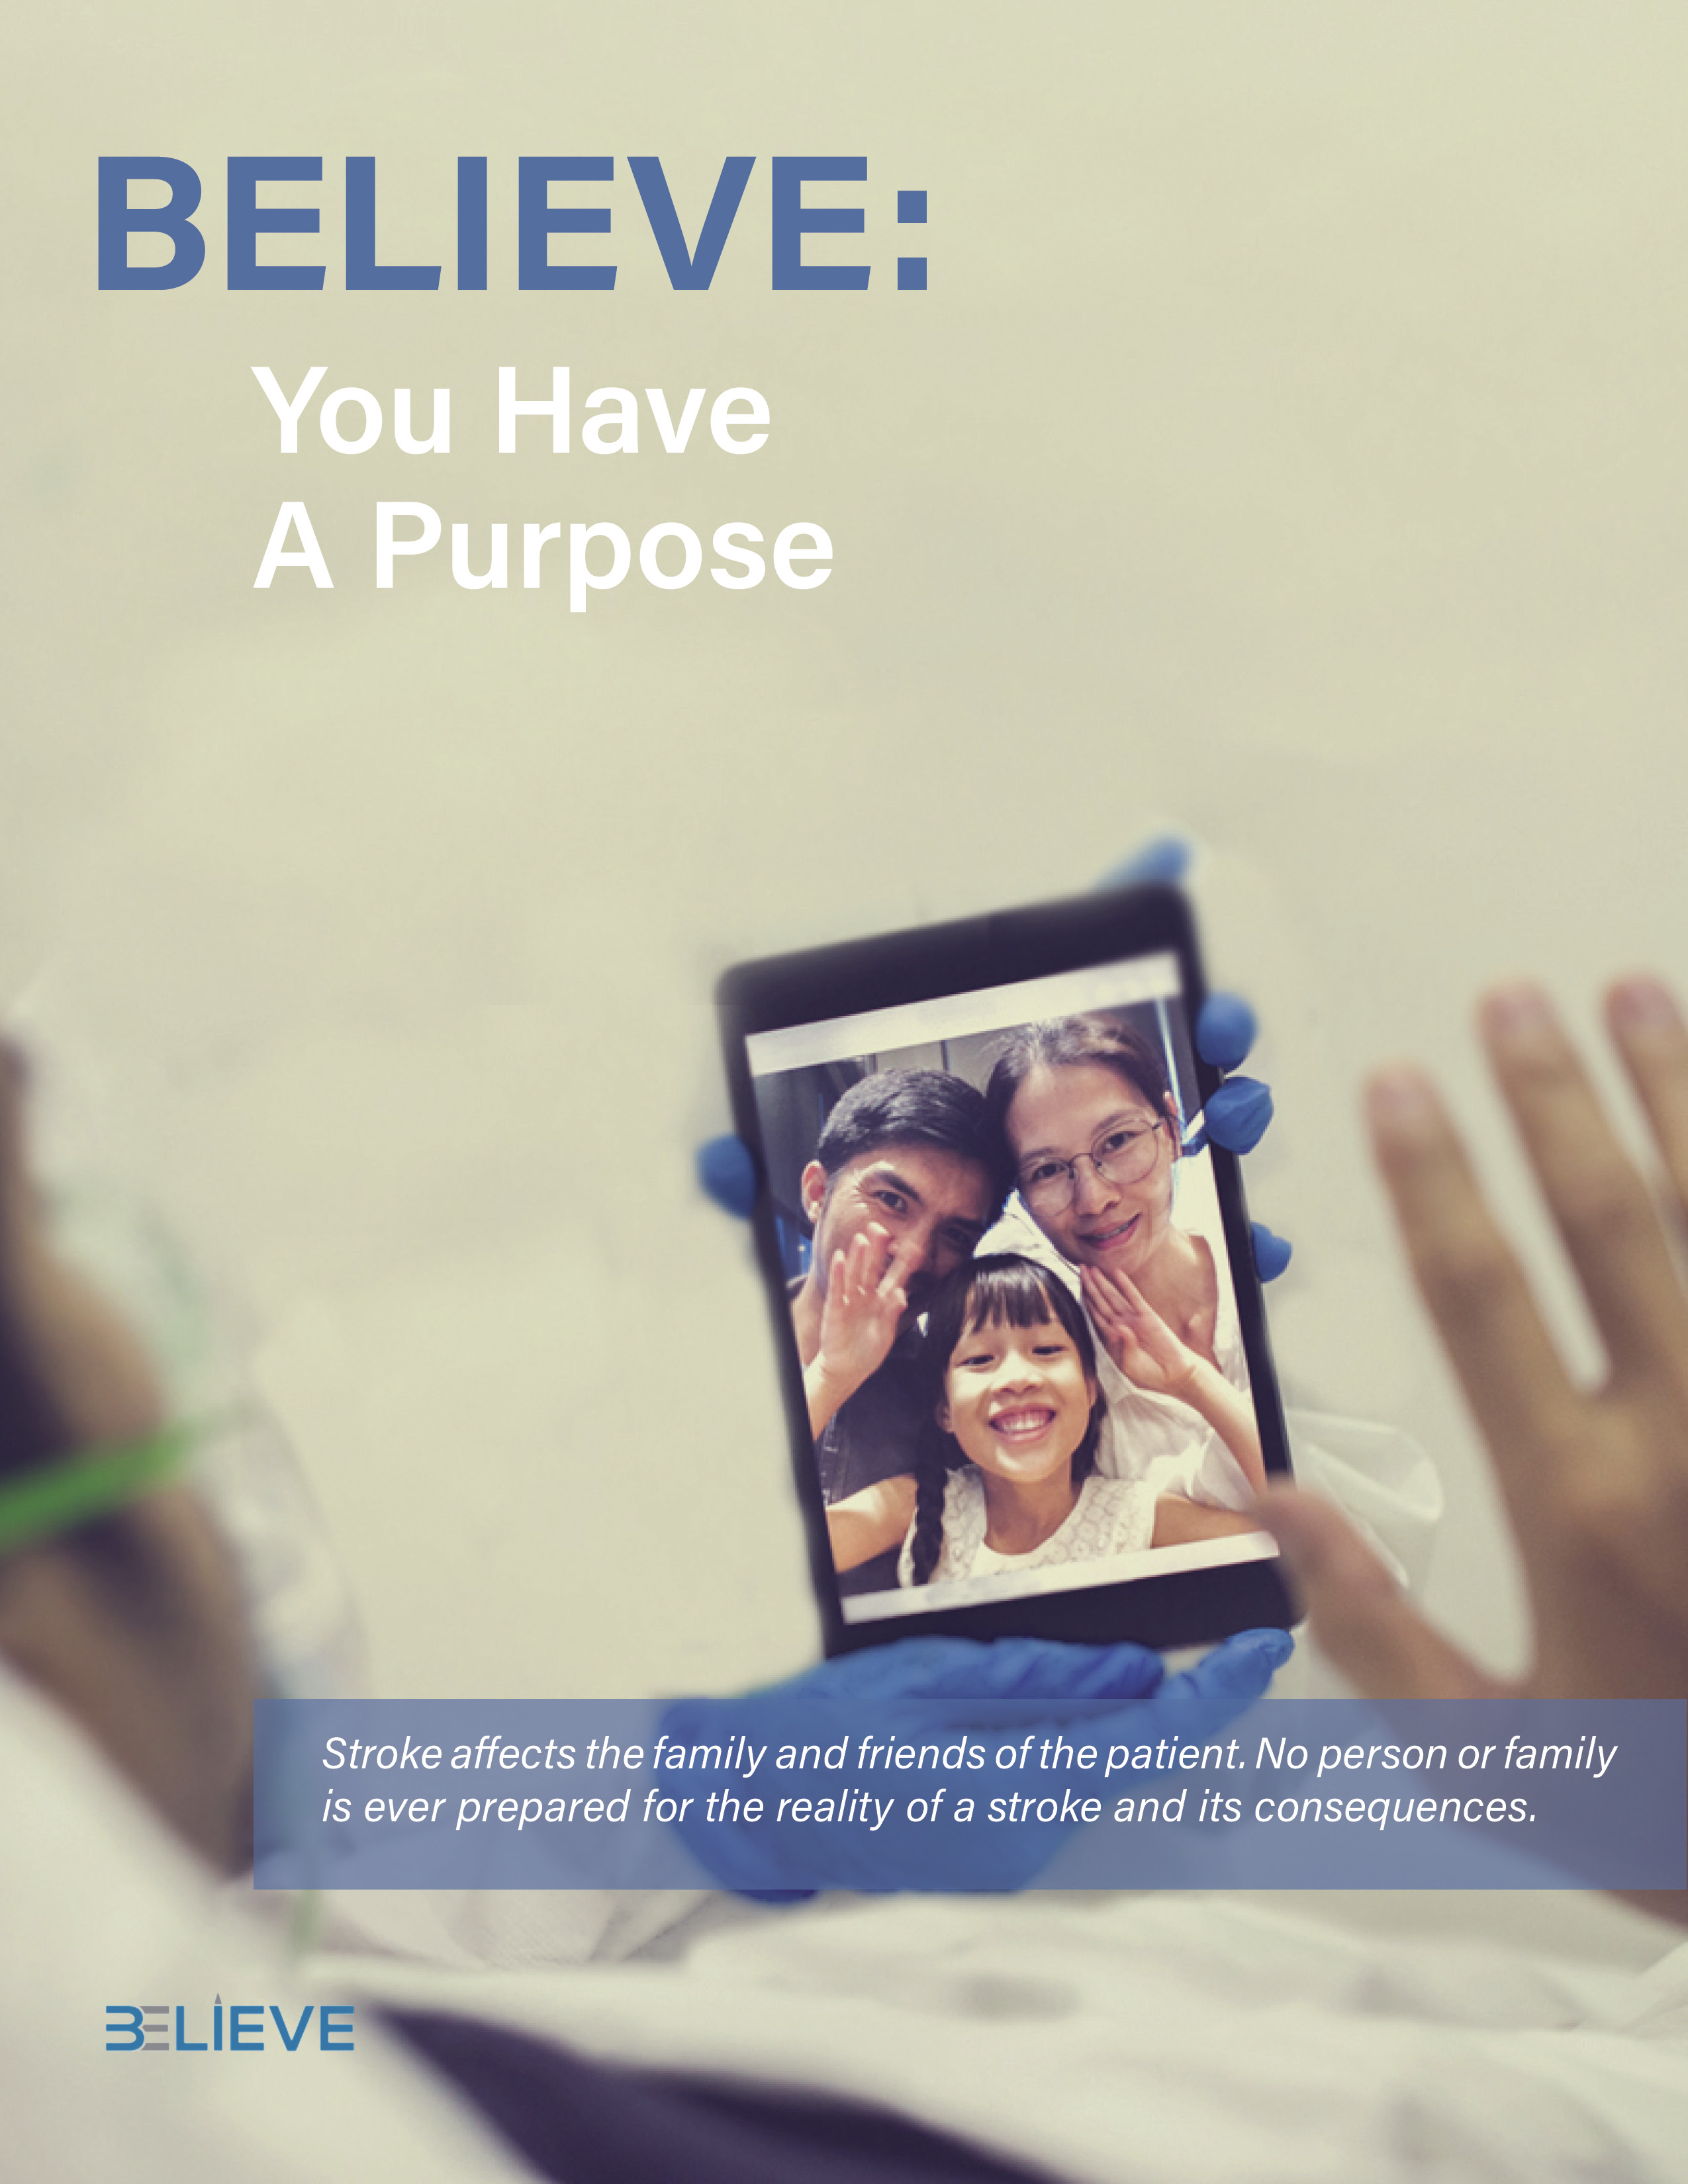 BELIEVE:
You Have
A Purpose
Stroke affects the family and friends of the patient. No person or family
is ever prepared for the reality of a stroke and its consequences.
BELIEVE